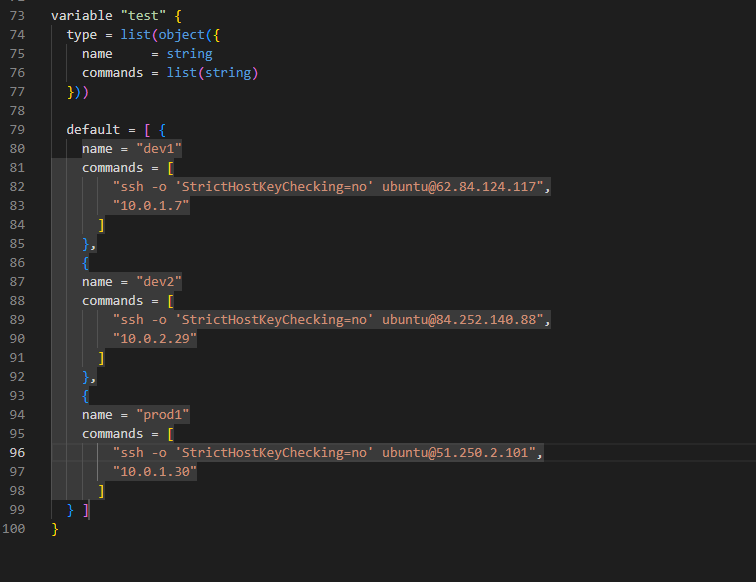 73 variable "test" {
74   type = list(object({
75     name     = string
76     commands = list(string)
77   }))
78
79   default = [ {
80     name = "dev1"
81     commands = [
82         "ssh -o 'StrictHostKeyChecking=no' ubuntu@62.84.124.117",
83         "10.0.1.7"
84       ]
85     },
86     {
87     name = "dev2"
88     commands = [
89         "ssh -o 'StrictHostKeyChecking=no' ubuntu@84.252.140.88",
90         "10.0.2.29"
91       ]
92     },
93     {
94     name = "prod1"
95     commands = [
96         "ssh -o 'StrictHostKeyChecking=no' ubuntu@51.250.2.101",
97         "10.0.1.30"
98       ]
99   } ]
100 }